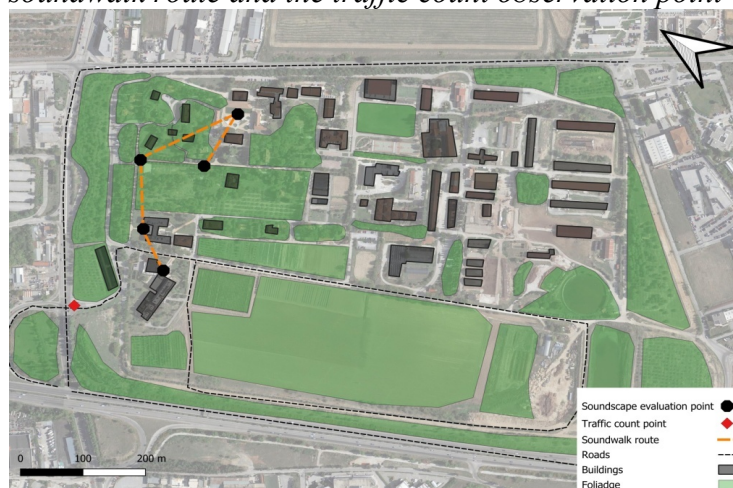 soundwalk route and the traffic count observation point
Soundscape evaluation point
Traffic count point
Soundwalk route
Roads
Buildings
Foliadge
0 100 200 m